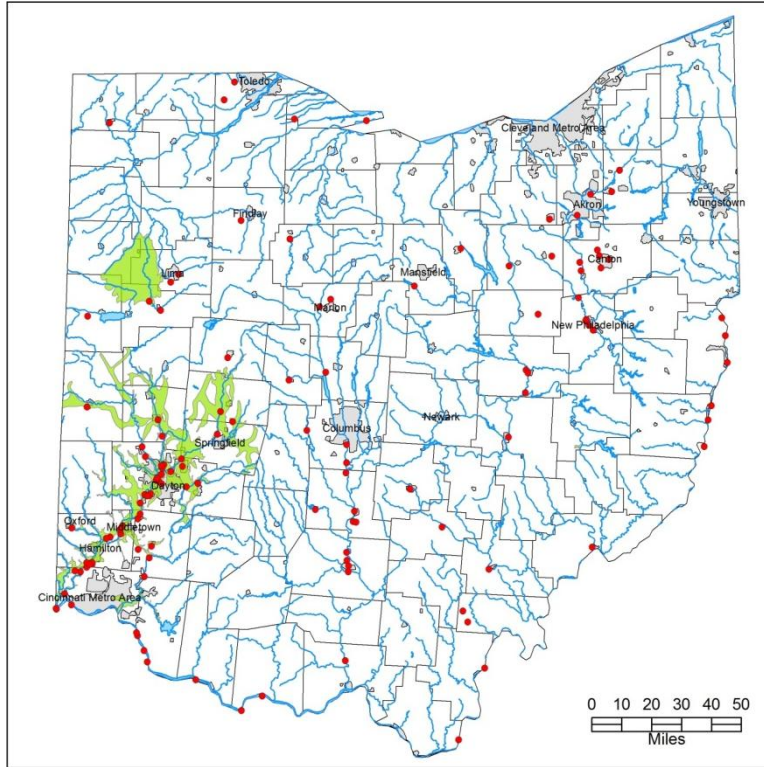 Toledo
Cleveland Metro Area
Akron
Youngstown
Findlay
Canton
Lima
Mansfield
Marion
New Philadelphia
Newark
Columbus
Springfield
Dayton
Oxford
Middletown
Hamilton
Cincinnati Metro Area
0 10 20 30 40 50
Miles